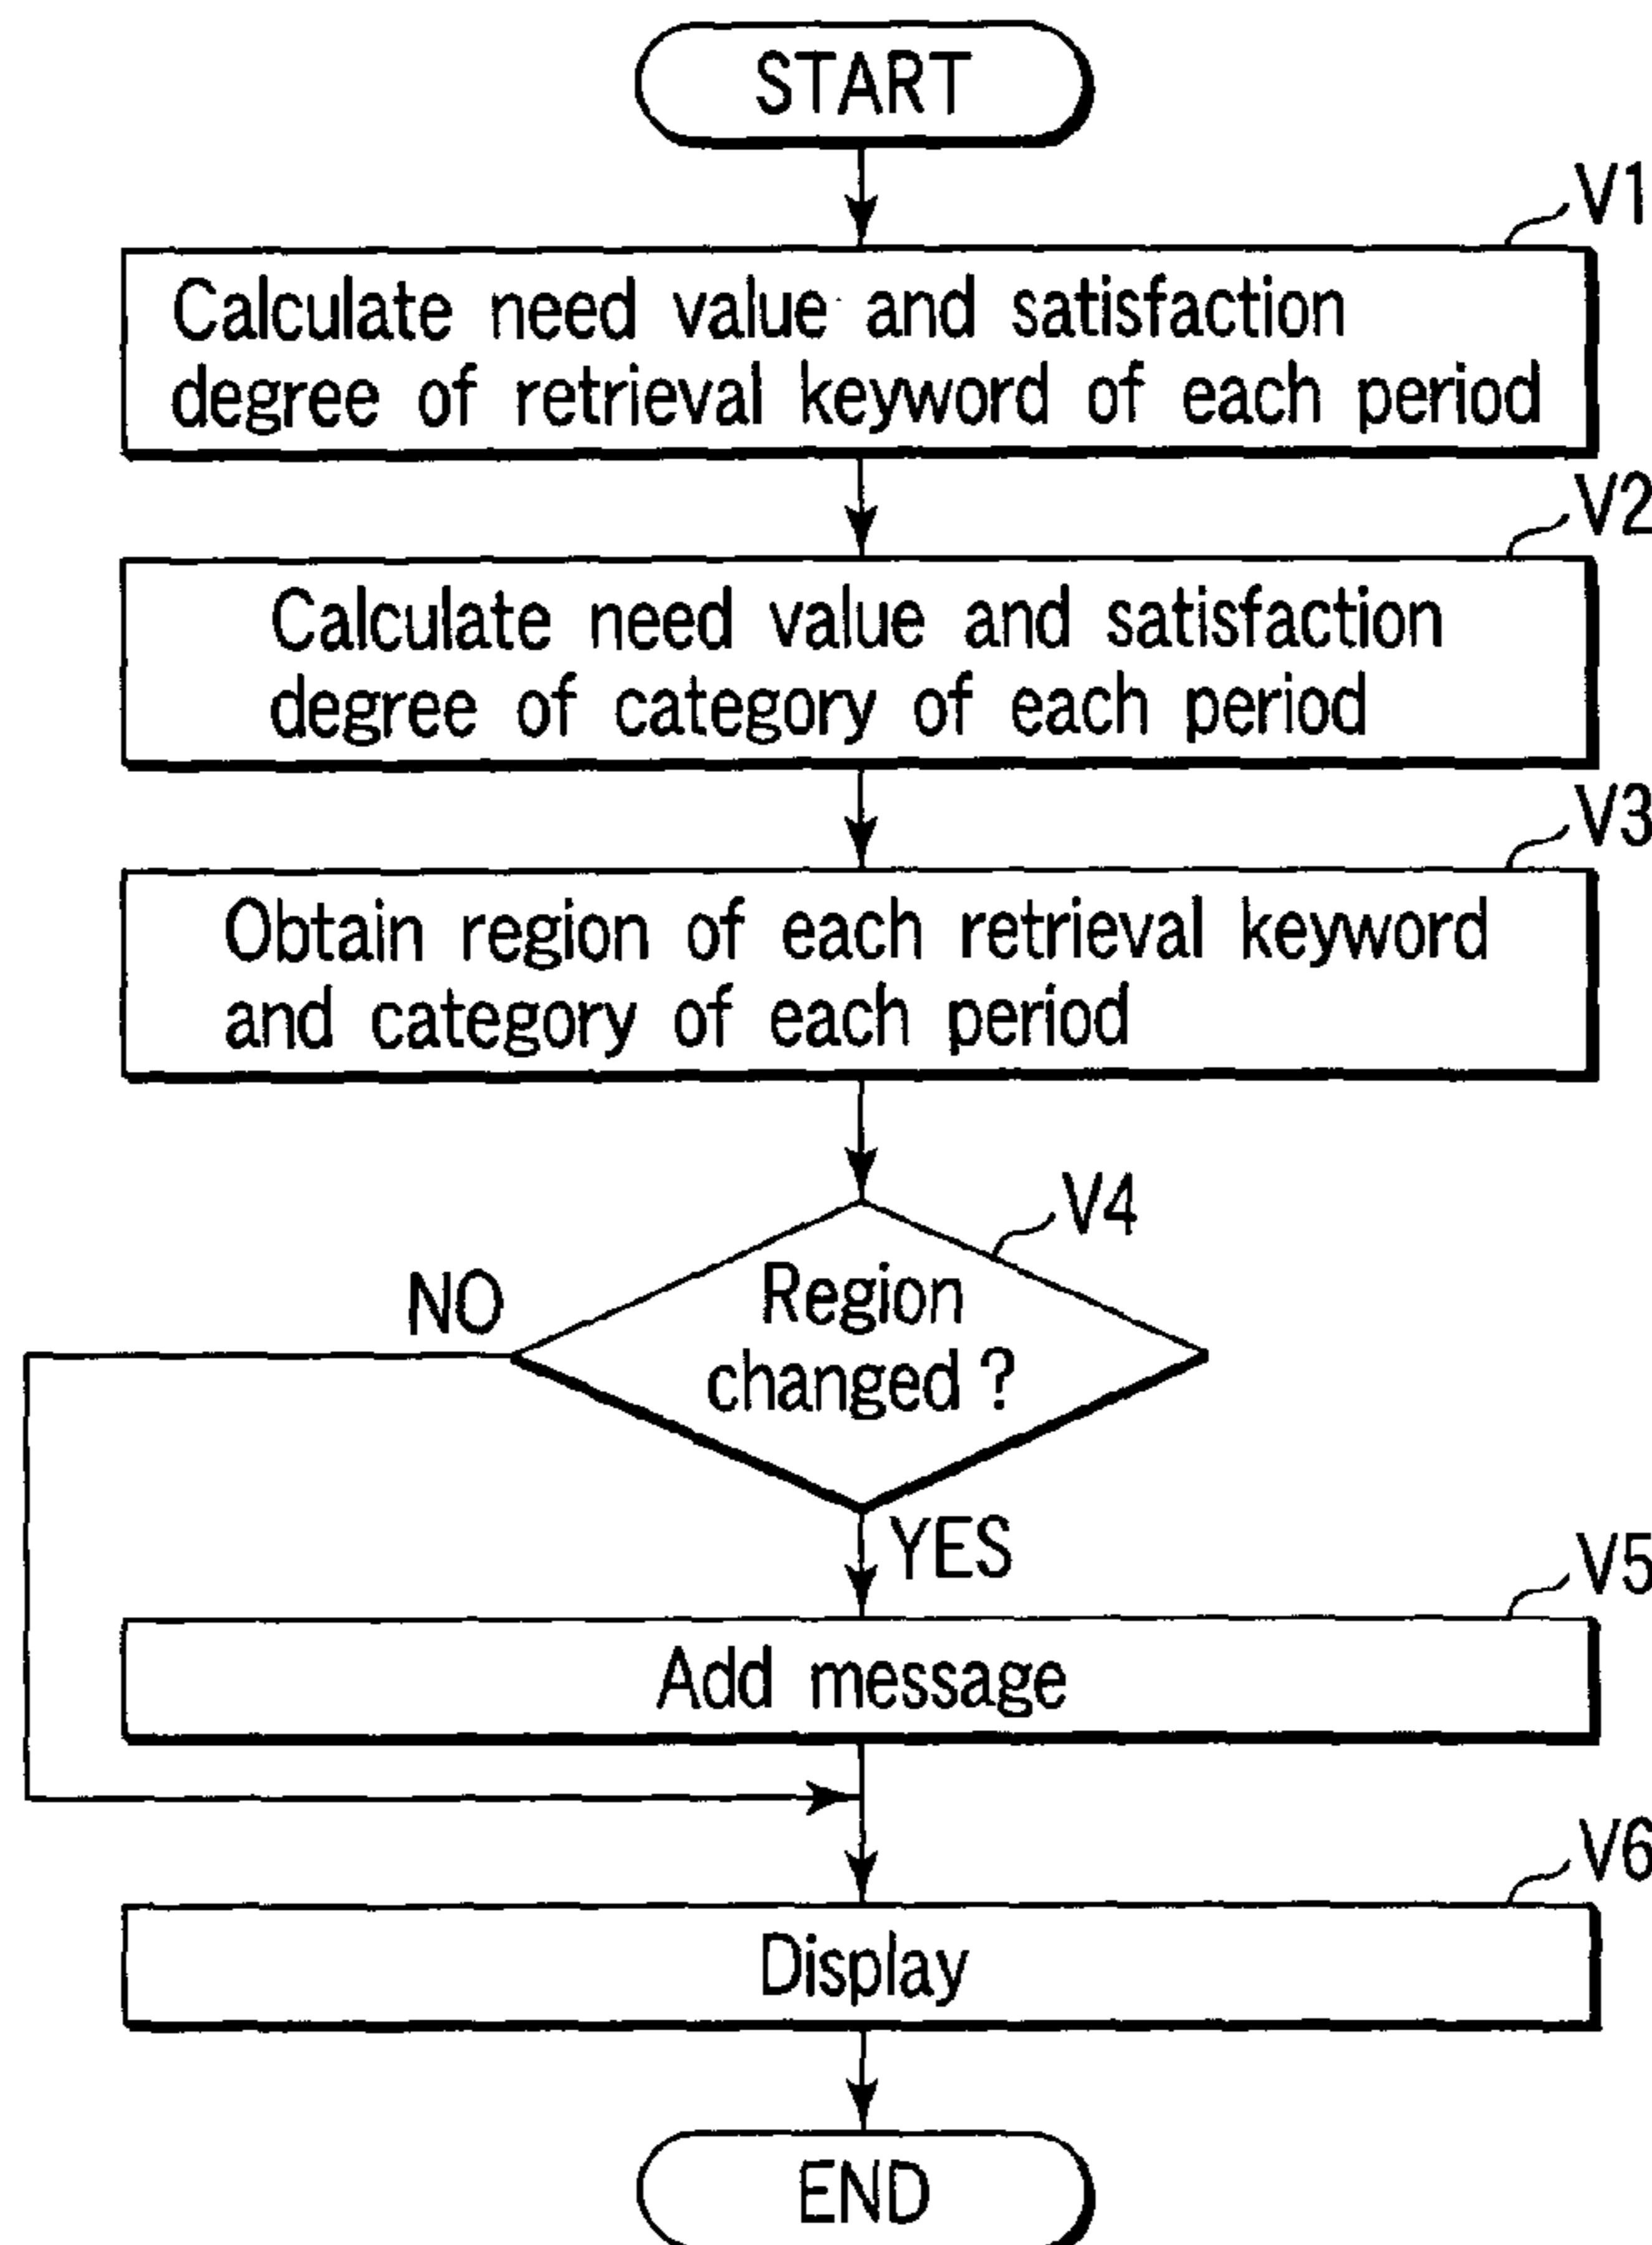 START
V1
Calculate need value and satisfaction
degree of retrieval keyword of each period
V2
Calculate need value and satisfaction
degree of category of each period
V3
Obtain region of each retrieval keyword
and category of each period
V4
Region
changed ?
NO
YES
V5
Add message
V6
Display
END